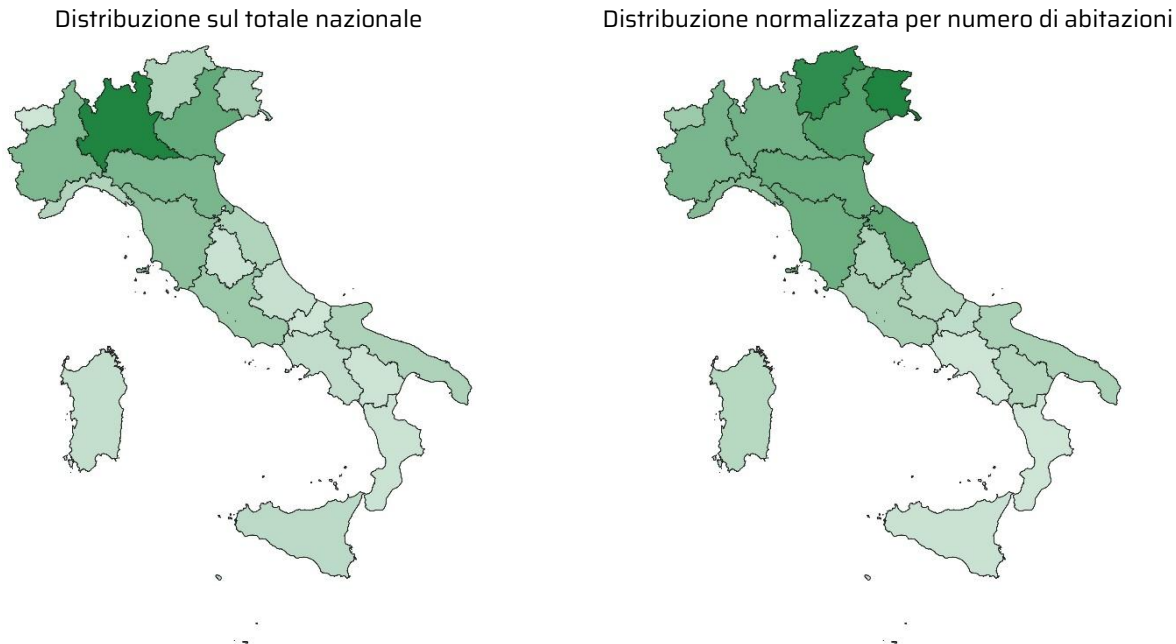 Distribuzione sul totale nazionale
Distribuzione normalizzata per numero di abitazioni